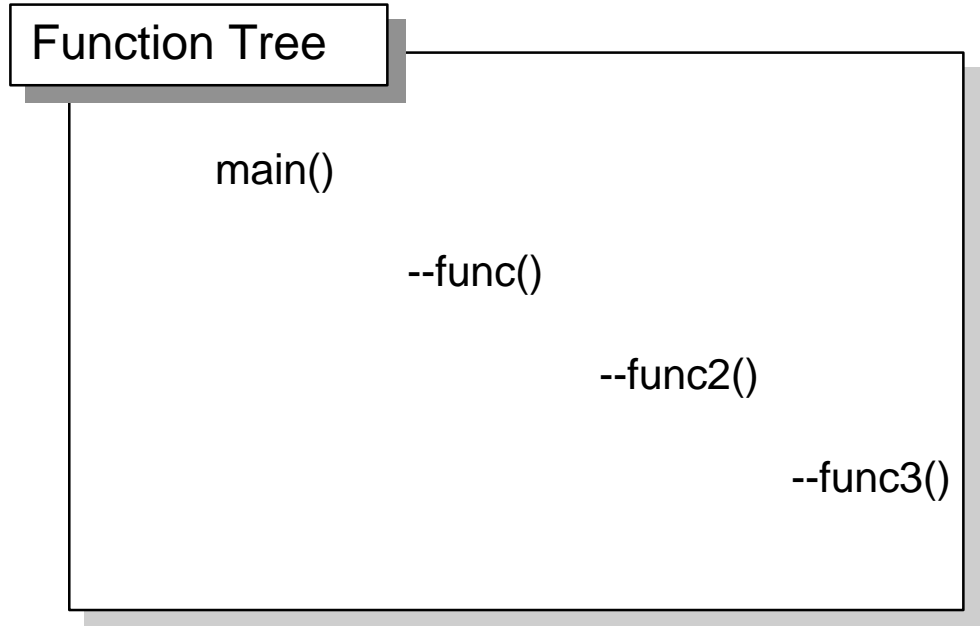 Function Tree
main()
--func()
--func2()
--func3()